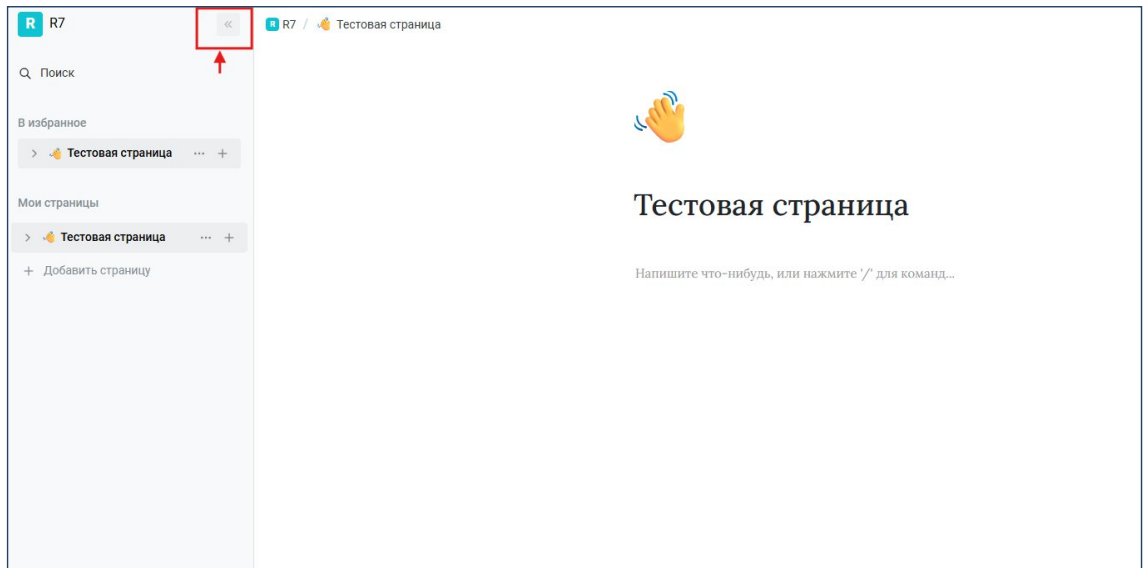 R R7 «
Поиск
В избранное
Тестовая страница ... +
Мои страницы
Тестовая страница ... +
+ Добавить страницу
R R7 / Тестовая страница
Тестовая страница
Напишите что-нибудь, или нажмите '/' для команд...